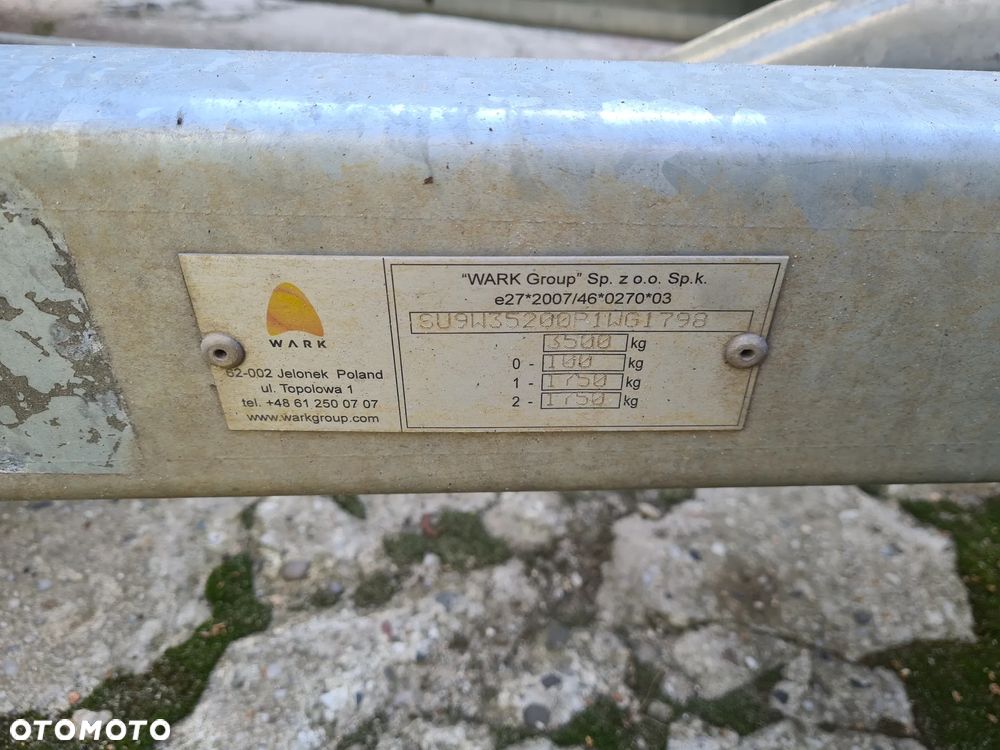 WARK
62-002 Jelonek Poland
ul. Topolowa 1
tel. +48 61 250 07 07
www.warkgroup.com
"WARK Group" Sp. z o.o. Sp.k.
e27*2007/46*0270*03
SU9W35200P1WG1798
3500 kg
0 - 100 kg
1 - 1750 kg
2 - 1750 kg
OTOMOTO